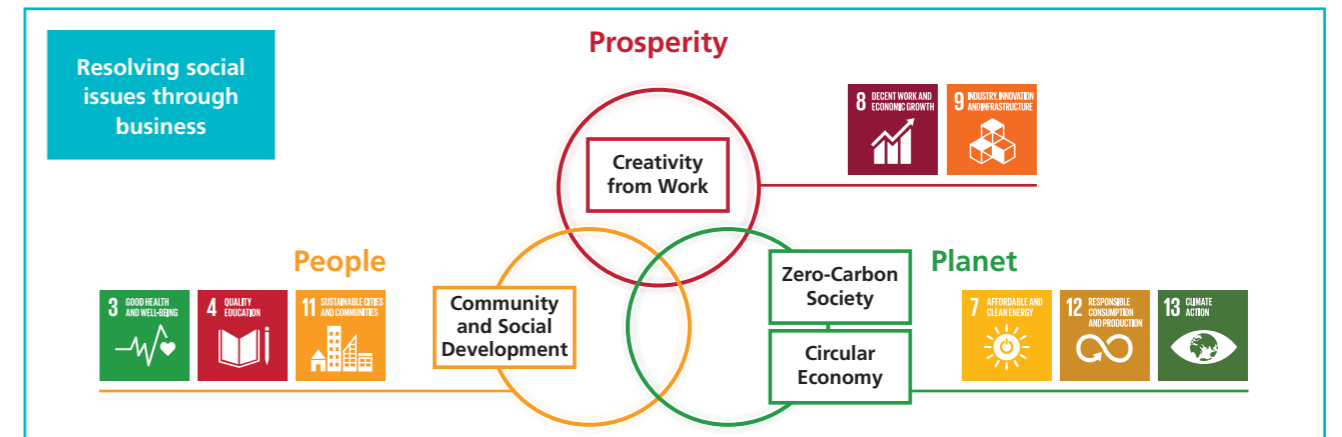 Resolving social
issues through
business
Prosperity
8 DECENT WORK AND
ECONOMIC GROWTH
9 INDUSTRY, INNOVATION
AND INFRASTRUCTURE
Creativity
from Work
People
3 GOOD HEALTH
AND WELL-BEING
4 QUALITY
EDUCATION
11 SUSTAINABLE CITIES
AND COMMUNITIES
Community
and Social
Development
Zero-Carbon
Society
Circular
Economy
Planet
7 AFFORDABLE AND
CLEAN ENERGY
12 RESPONSIBLE
CONSUMPTION
AND PRODUCTION
13 CLIMATE
ACTION